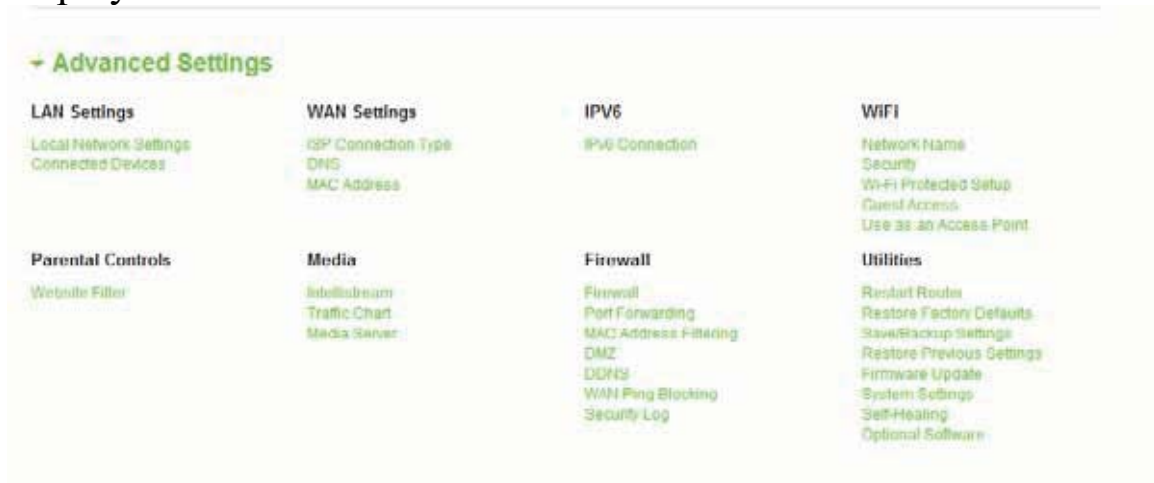 Advanced Settings
LAN Settings
Local Network Settings
Connected Devices
WAN Settings
ISP Connection Type
DNS
MAC Address
IPV6
IPv6 Connection
WiFi
Network Name
Security
Wi-Fi Protected Setup
Guest Access
Use as an Access Point
Parental Controls
Website Filter
Media
Intellistream
Traffic Chart
Media Server
Firewall
Firewall
Port Forwarding
MAC Address Filtering
DMZ
DDNS
WAN Ping Blocking
Security Log
Utilities
Restart Router
Restore Factory Defaults
Save/Backup Settings
Restore Previous Settings
Firmware Update
System Settings
Self-Healing
Optional Software